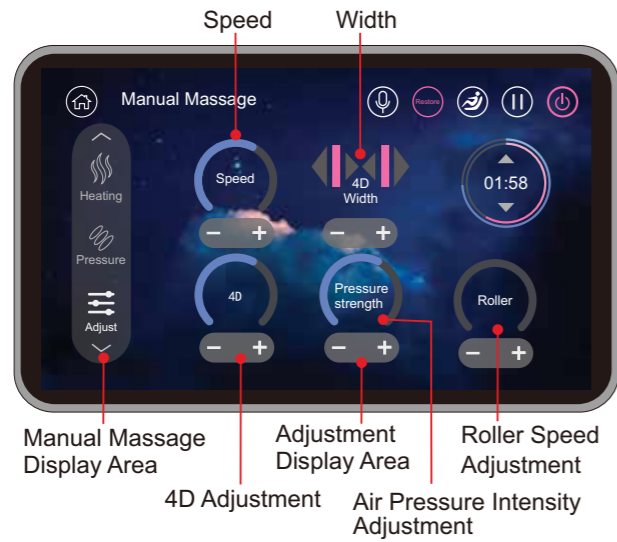 Speed
Width
Manual Massage
Restore
Heating
Speed
4D
Width
01:58
Pressure
- +
- +
Adjust
4D
Pressure
strength
Roller
- +
- +
- +
Manual Massage
Display Area
Adjustment
Display Area
Roller Speed
Adjustment
4D Adjustment
Air Pressure Intensity
Adjustment